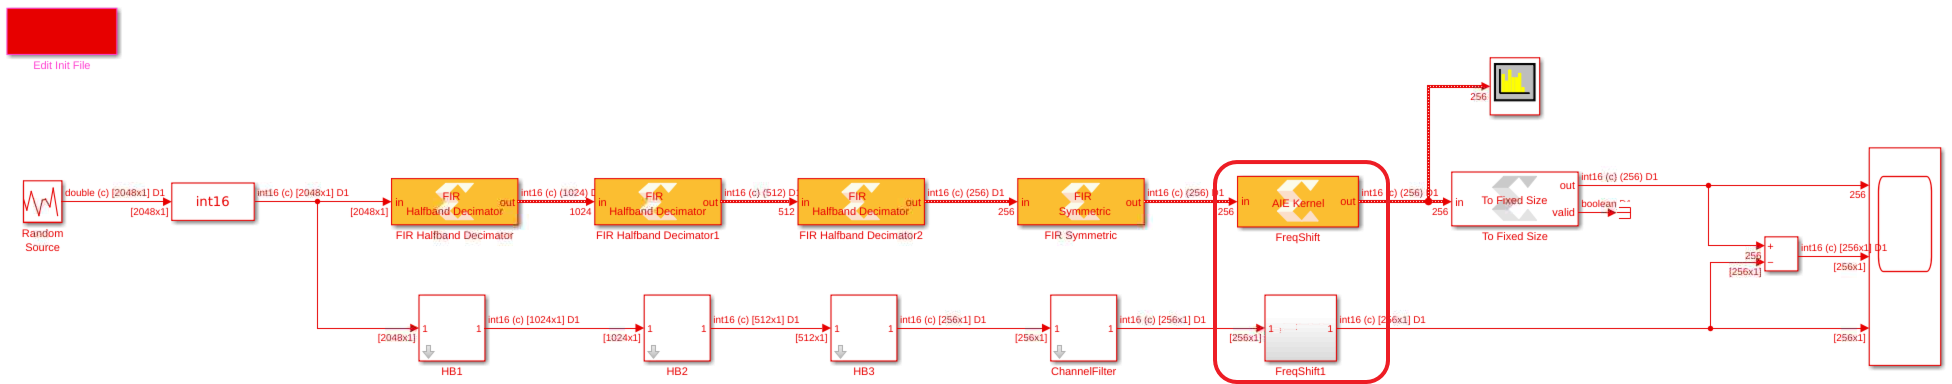 Edit Init File
double (c) [2048x1] D1
[2048x1]
Random
Source
int16
int16 (c) [2048x1] D1
[2048x1]
in
FIR
Halfband Decimator
out
FIR Halfband Decimator
int16 (c) (1024) D
1024
in
FIR
Halfband Decimator
out
FIR Halfband Decimator1
int16 (c) (512) D1
512
in
FIR
Halfband Decimator
out
FIR Halfband Decimator2
int16 (c) (256) D1
256
in
FIR
Symmetric
out
FIR Symmetric
int16 (c) (256) D1
256
in
AIE Kernel
out
FreqShift
int16 (c) (256) D1
256
256
in
To Fixed Size
out
valid
To Fixed Size
int16 (c) (256) D1
boolean
256
+
−
256
[256x1]
int16 (c) [256x1] D1
[256x1]
[2048x1]
1
1
HB1
int16 (c) [1024x1] D1
[1024x1]
1
1
HB2
int16 (c) [512x1] D1
[512x1]
1
1
HB3
int16 (c) [256x1] D1
[256x1]
1
1
ChannelFilter
int16 (c) [256x1] D1
[256x1]
1
1
FreqShift1
int16 (c) [256x1] D1
[256x1]